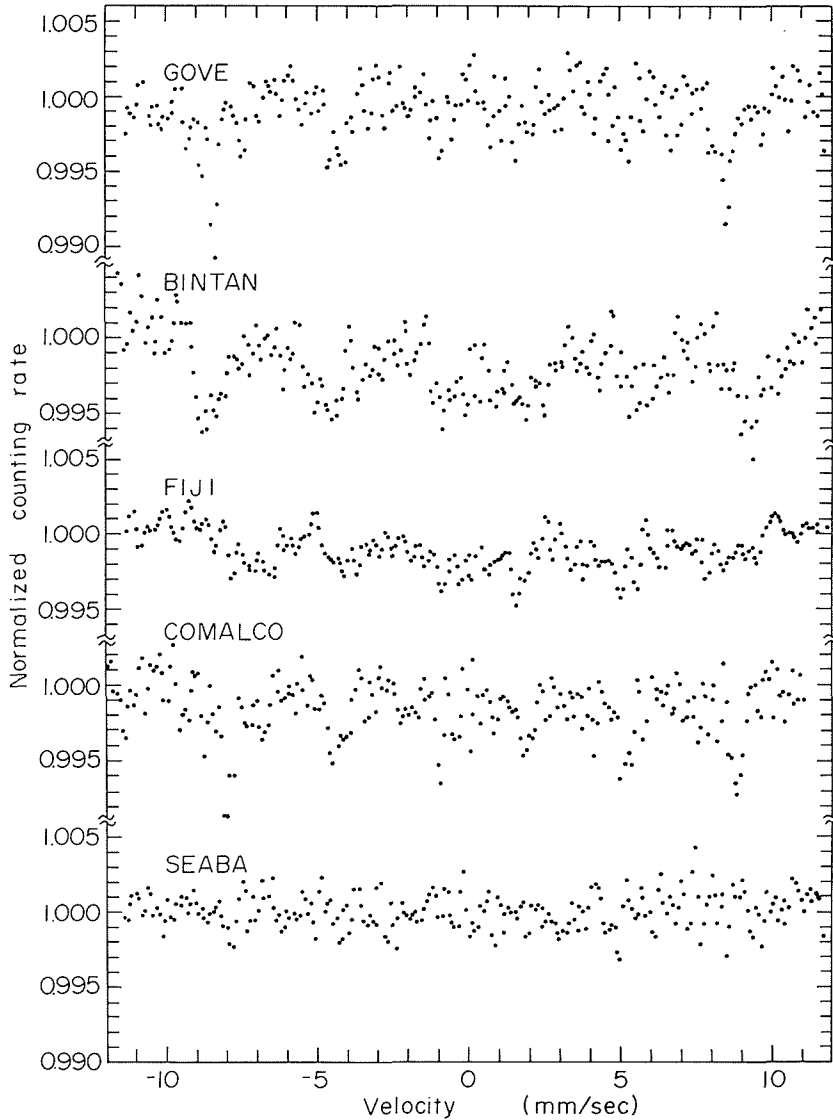 1.005
GOVE
1.000
0.995
0.990
BINTAN
1.000
0.995
1.005
FIJI
1.000
0.995
COMALCO
1.000
0.995
1.005
SEABA
1.000
0.995
0.990
Normalized counting rate
-10 -5 0 5 10
Velocity (mm/sec)